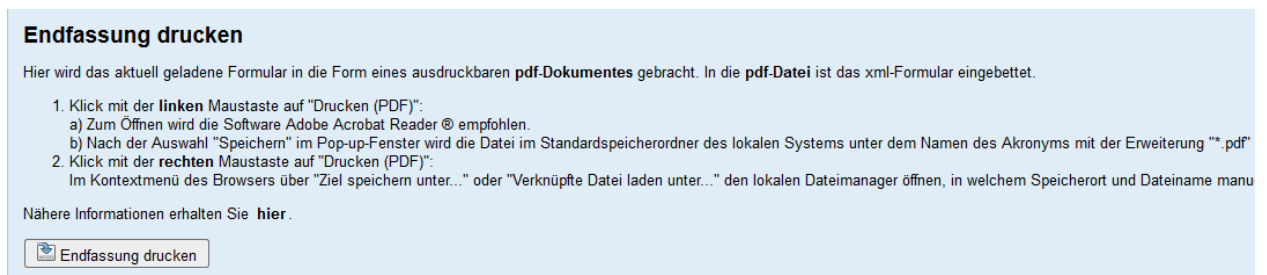 Endfassung drucken
Hier wird das aktuell geladene Formular in die Form eines ausdruckbaren pdf-Dokumentes gebracht. In die pdf-Datei ist das xml-Formular eingebettet.
1. Klick mit der linken Maustaste auf "Drucken (PDF)":
a) Zum Öffnen wird die Software Adobe Acrobat Reader ® empfohlen.
b) Nach der Auswahl "Speichern" im Pop-up-Fenster wird die Datei im Standardspeicherordner des lokalen Systems unter dem Namen des Akronyms mit der Erweiterung "*.pdf"
2. Klick mit der rechten Maustaste auf "Drucken (PDF)":
Im Kontextmenü des Browsers über "Ziel speichern unter..." oder "Verknüpfte Datei laden unter..." den lokalen Dateimanager öffnen, in welchem Speicherort und Dateiname manu
Nähere Informationen erhalten Sie hier.
Endfassung drucken